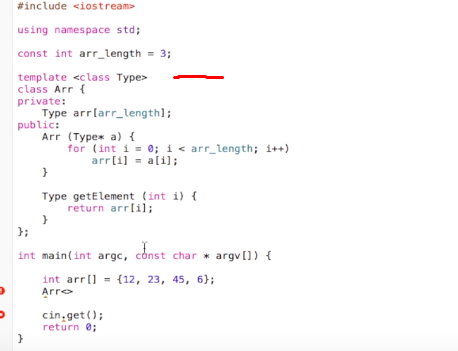 #include <iostream>
using namespace std;
const int arr_length = 3;
template <class Type>
class Arr {
private:
Type arr[arr_length];
public:
Arr (Type* a) {
for (int i = 0; i < arr_length; i++)
arr[i] = a[i];
}
Type getElement (int i) {
return arr[i];
}
};
int main(int argc, const char * argv[]) {
int arr[] = {12, 23, 45, 6};
Arr<>
cin.get();
return 0;
}